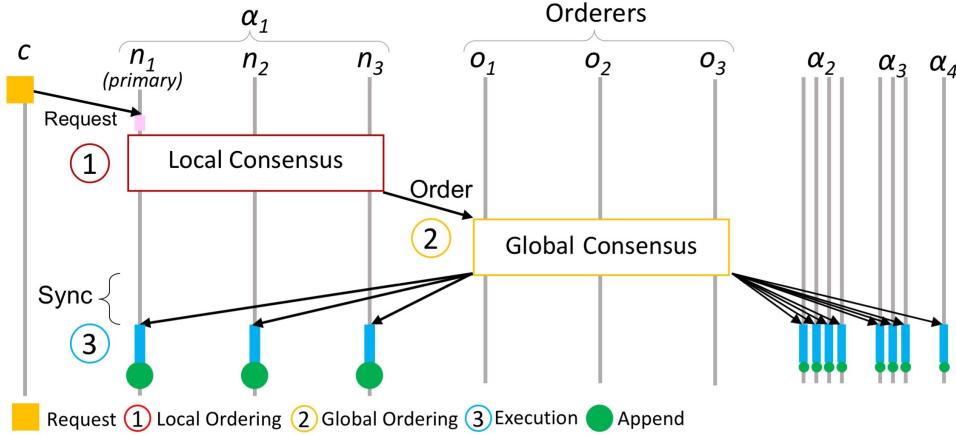 α1 Orderers
c n1 n2 n3 o1 o2 o3 α2 α3 α4
(primary)
Request
1 Local Consensus
Order
2 Global Consensus
Sync
3
Request 1 Local Ordering 2 Global Ordering 3 Execution Append